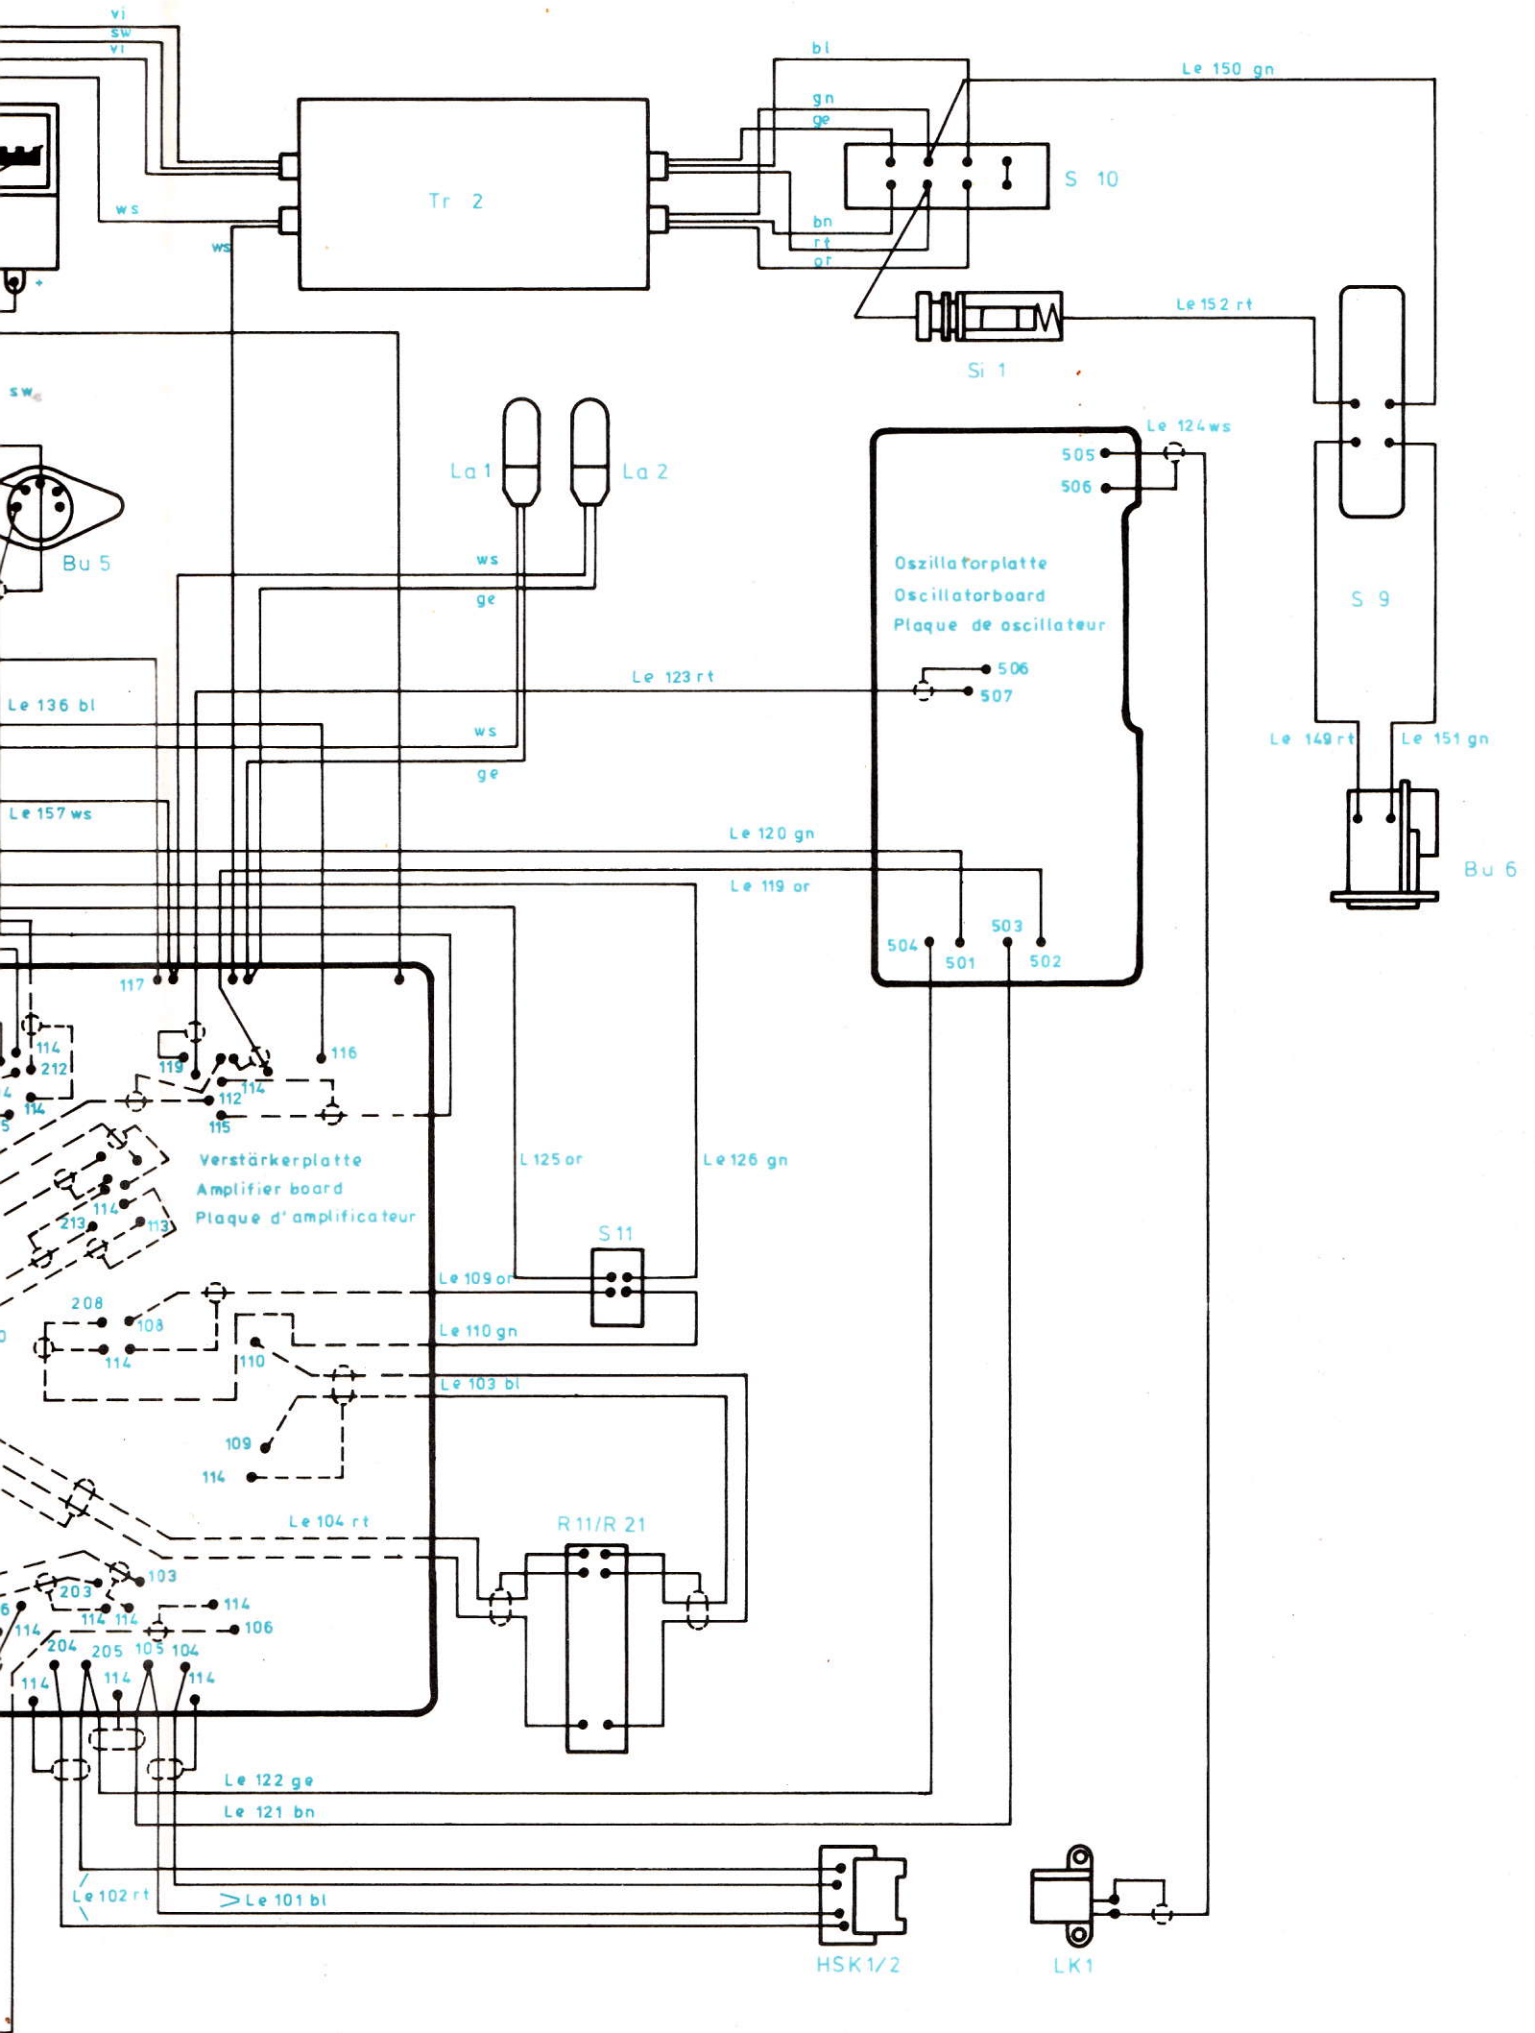 vi
sw
vi
bl
Le 150 gn
gn
ge
S 10
Tr 2
ws
ws
bn
rt
or
+
Le 152 rt
Si 1
sw
Le 124 ws
505
506
La 1
La 2
Bu 5
ws
ge
Oszillatorplatte
Oscillatorboard
Plaque de oscillateur
S 9
506
507
Le 123 rt
Le 136 bl
ws
ge
Le 149 rt
Le 151 gn
Le 157 ws
Le 120 gn
Le 119 or
Bu 6
504
501
503
502
117
114
212
114
119
114
116
112
115
Verstärkerplatte
Amplifier board
Plaque d'amplificateur
L 125 or
Le 126 gn
114
213
113
S 11
Le 109 or
208
108
114
Le 110 gn
110
Le 103 bl
109
114
Le 104 rt
R 11/R 21
103
203
114
114
114
114
106
204
205
105
104
114
114
114
Le 122 ge
Le 121 bn
Le 102 rt
Le 101 bl
HSK 1/2
LK1